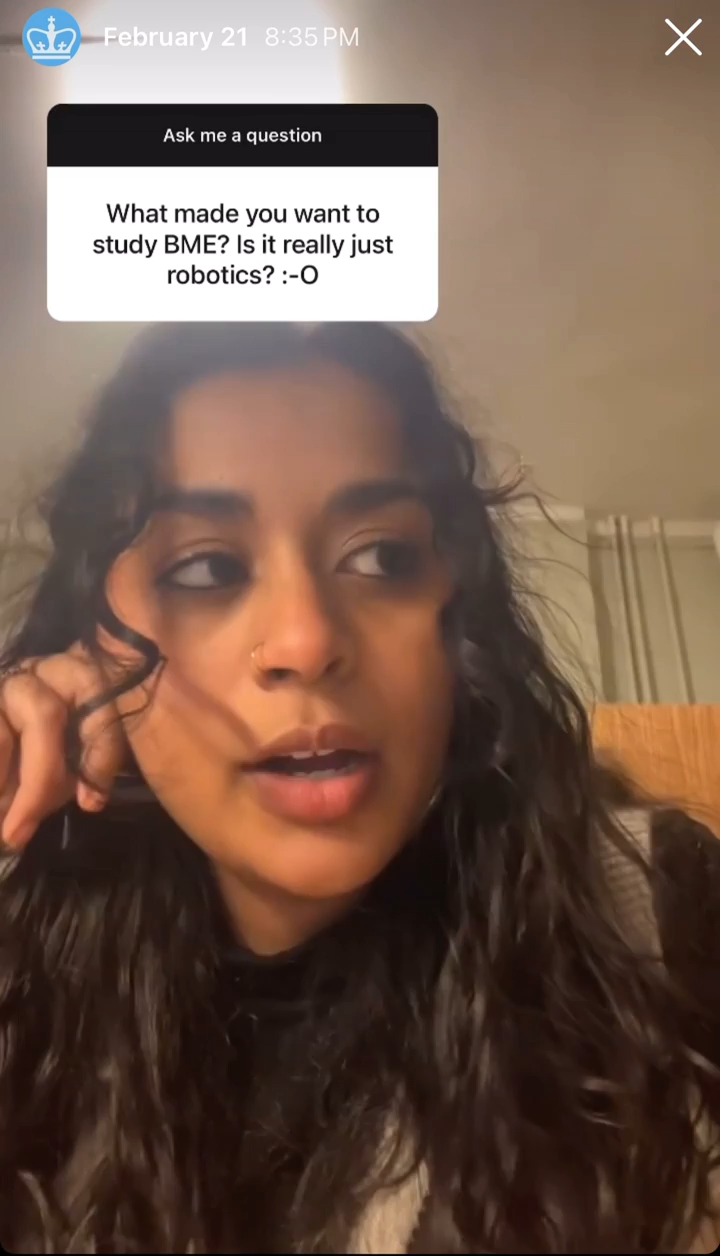 February 21 8:35 PM
Ask me a question
What made you want to
study BME? Is it really just
robotics? :-O